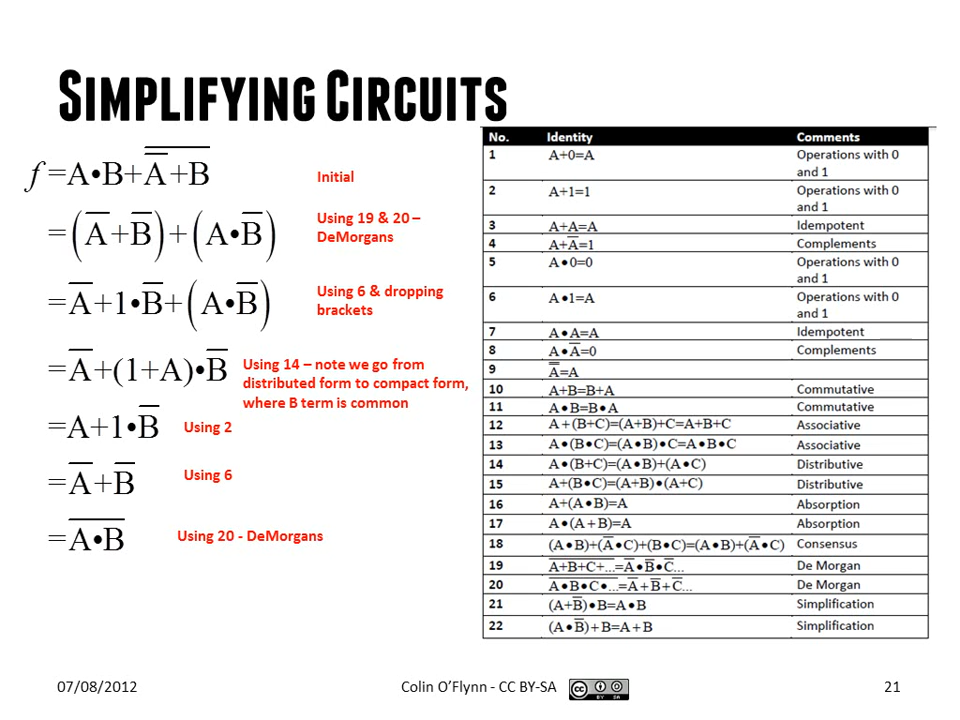 SIMPLIFYING CIRCUITS
f =A•B+A̿̅+̅B̅
Initial
=(A̅+B̅)+(A•B̅)
Using 19 & 20 –
DeMorgans
=A̅+1•B̅+(A•B̅)
Using 6 & dropping
brackets
=A̅+(1+A)•B̅
Using 14 – note we go from
distributed form to compact form,
where B term is common
=A+1•B̅
Using 2
=A̅+B̅
Using 6
=A̅•̅B̅
Using 20 - DeMorgans
No. Identity Comments
1 A+0=A Operations with 0
and 1
2 A+1=1 Operations with 0
and 1
3 A+A=A Idempotent
4 A+A̅=1 Complements
5 A•0=0 Operations with 0
and 1
6 A•1=A Operations with 0
and 1
7 A•A=A Idempotent
8 A•A̅=0 Complements
9 A̿=A
10 A+B=B+A Commutative
11 A•B=B•A Commutative
12 A+(B+C)=(A+B)+C=A+B+C Associative
13 A•(B•C)=(A•B)•C=A•B•C Associative
14 A•(B+C)=(A•B)+(A•C) Distributive
15 A+(B•C)=(A+B)•(A+C) Distributive
16 A+(A•B)=A Absorption
17 A•(A+B)=A Absorption
18 (A•B)+(A̅•C)+(B•C)=(A•B)+(A̅•C) Consensus
19 A̅+̅B̅+̅C̅+̅.̅.̅.̅=A̅•B̅•C̅... De Morgan
20 A̅•̅B̅•̅C̅•̅.̅.̅.̅=A̅+B̅+C̅... De Morgan
21 (A+B̅)•B=A•B Simplification
22 (A•B̅)+B=A+B Simplification
07/08/2012 Colin O’Flynn - CC BY-SA cc BY SA 21